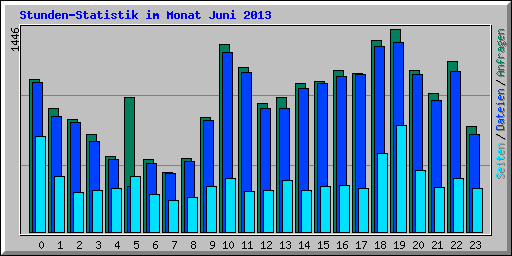 Stunden-Statistik im Monat Juni 2013
1446
Seiten / Dateien / Anfragen
0 1 2 3 4 5 6 7 8 9 10 11 12 13 14 15 16 17 18 19 20 21 22 23